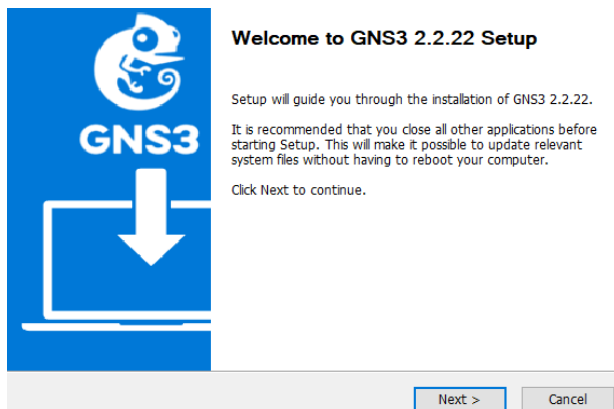 GNS3
Welcome to GNS3 2.2.22 Setup
Setup will guide you through the installation of GNS3 2.2.22.
It is recommended that you close all other applications before
starting Setup. This will make it possible to update relevant
system files without having to reboot your computer.
Click Next to continue.
Next >
Cancel